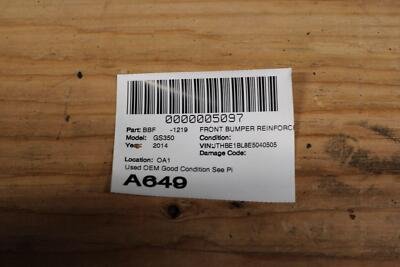 0000005097
Part: BBF -1219 FRONT BUMPER REINFORCE
Model: GS350 Condition:
Year: 2014 VIN:JTHBE1BL8E5040505
Damage Code:
Location: OA1
Used OEM Good Condition See Pi
A649